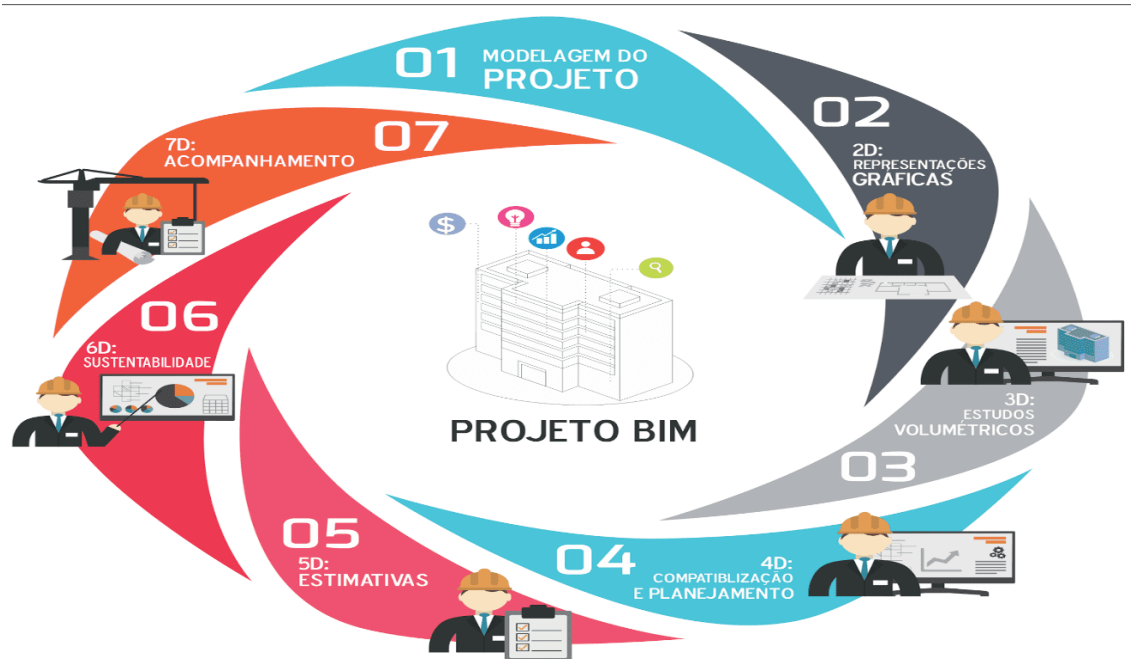 01
MODELAGEM DO
PROJETO
02
2D:
REPRESENTAÇÕES
GRÁFICAS
3D:
ESTUDOS
VOLUMÉTRICOS
03
04
4D:
COMPATIBLIZAÇÃO
E PLANEJAMENTO
05
5D:
ESTIMATIVAS
06
6D:
SUSTENTABILIDADE
07
7D:
ACOMPANHAMENTO
$
PROJETO BIM